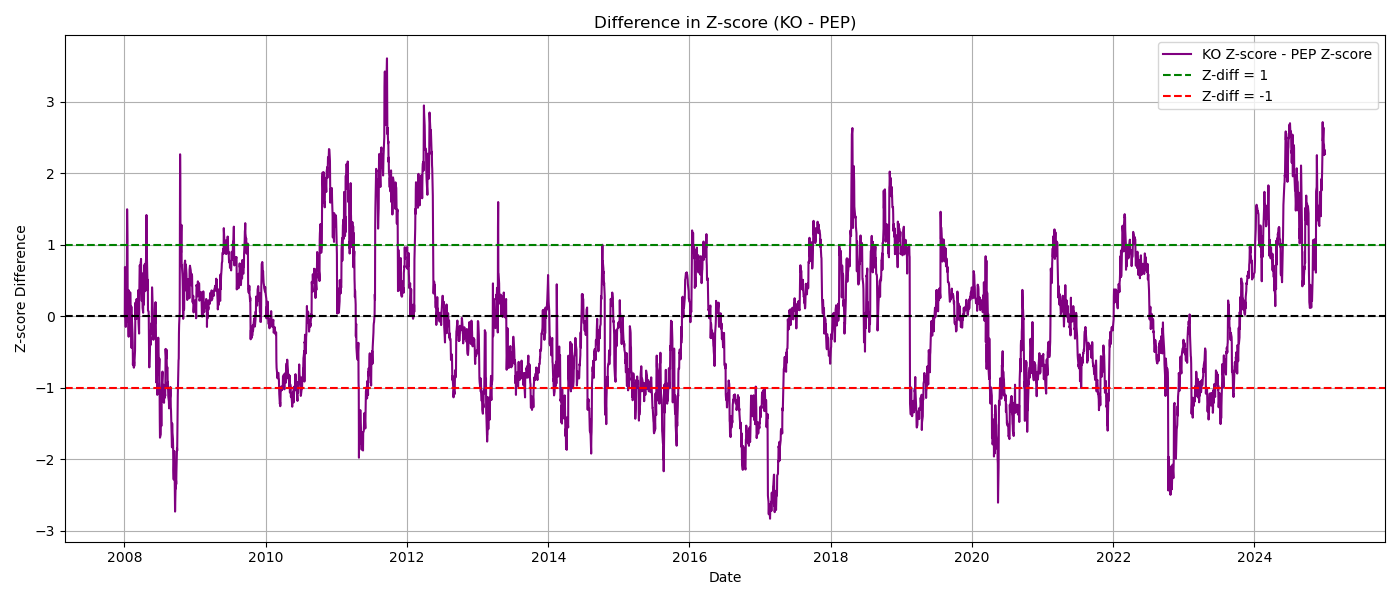 Difference in Z-score (KO - PEP)
KO Z-score - PEP Z-score
Z-diff = 1
Z-diff = -1
Z-score Difference
3
2
1
0
−1
−2
−3
2008 2010 2012 2014 2016 2018 2020 2022 2024
Date